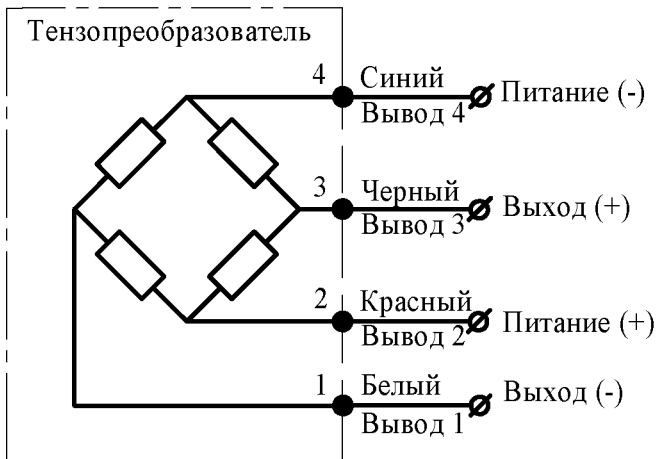 Тензопреобразователь
4 Синий
Вывод 4
Питание (-)
3 Черный
Вывод 3
Выход (+)
2 Красный
Вывод 2
Питание (+)
1 Белый
Вывод 1
Выход (-)